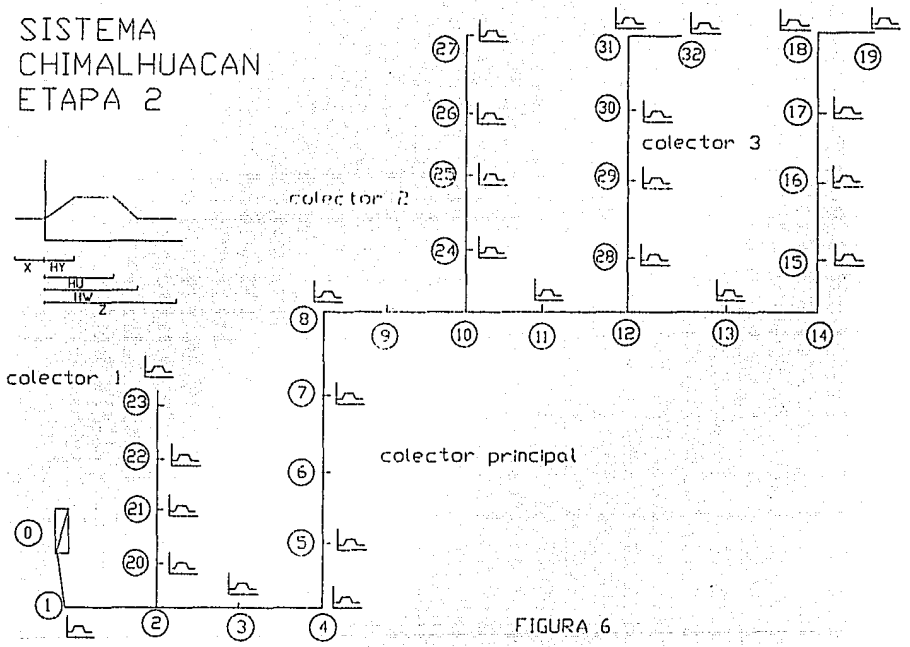 SISTEMA
CHIMALHUACAN
ETAPA 2
27
31
32
18
19
26
30
17
colector 3
25
29
16
colector 2
24
28
15
X HY
HU
HW
Z
8
9
10
11
12
13
14
colector 1
7
23
22
6
colector principal
21
0
5
20
1
2
3
4
FIGURA 6